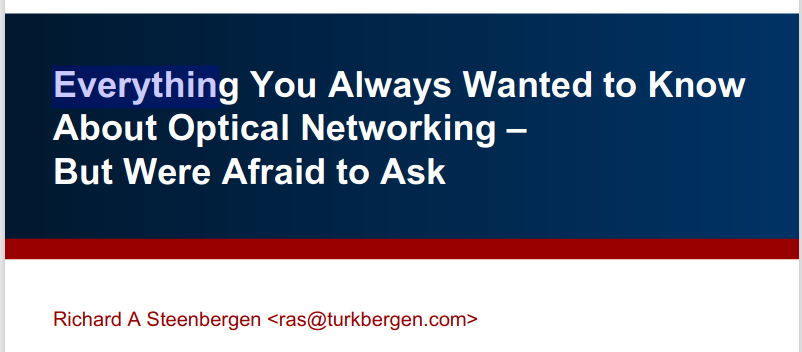 Everything You Always Wanted to Know
About Optical Networking –
But Were Afraid to Ask
Richard A Steenbergen <ras@turkbergen.com>